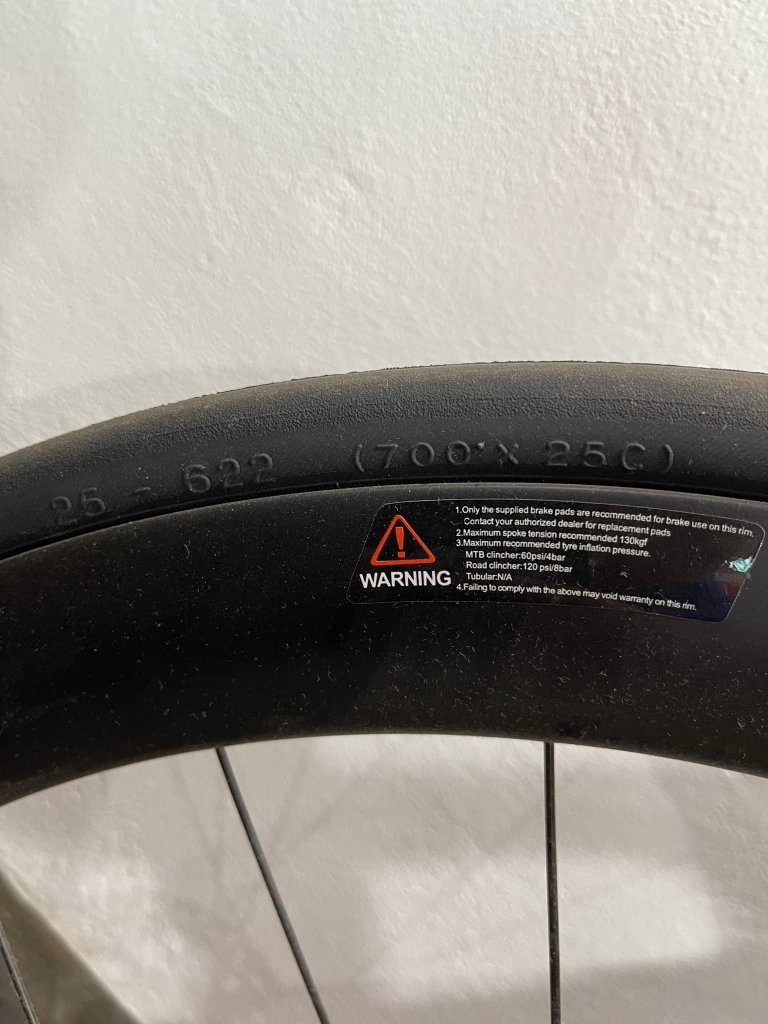 25 - 622 (700 x 25C)
WARNING
1.Only the supplied brake pads are recommended for brake use on this rim.
Contact your authorized dealer for replacement pads
2.Maximum spoke tension recommended 130kgf
3.Maximum recommended tyre inflation pressure.
MTB clincher:60psi/4bar
Road clincher:120 psi/8bar
Tubular:N/A
4.Failing to comply with the above may void warranty on this rim.